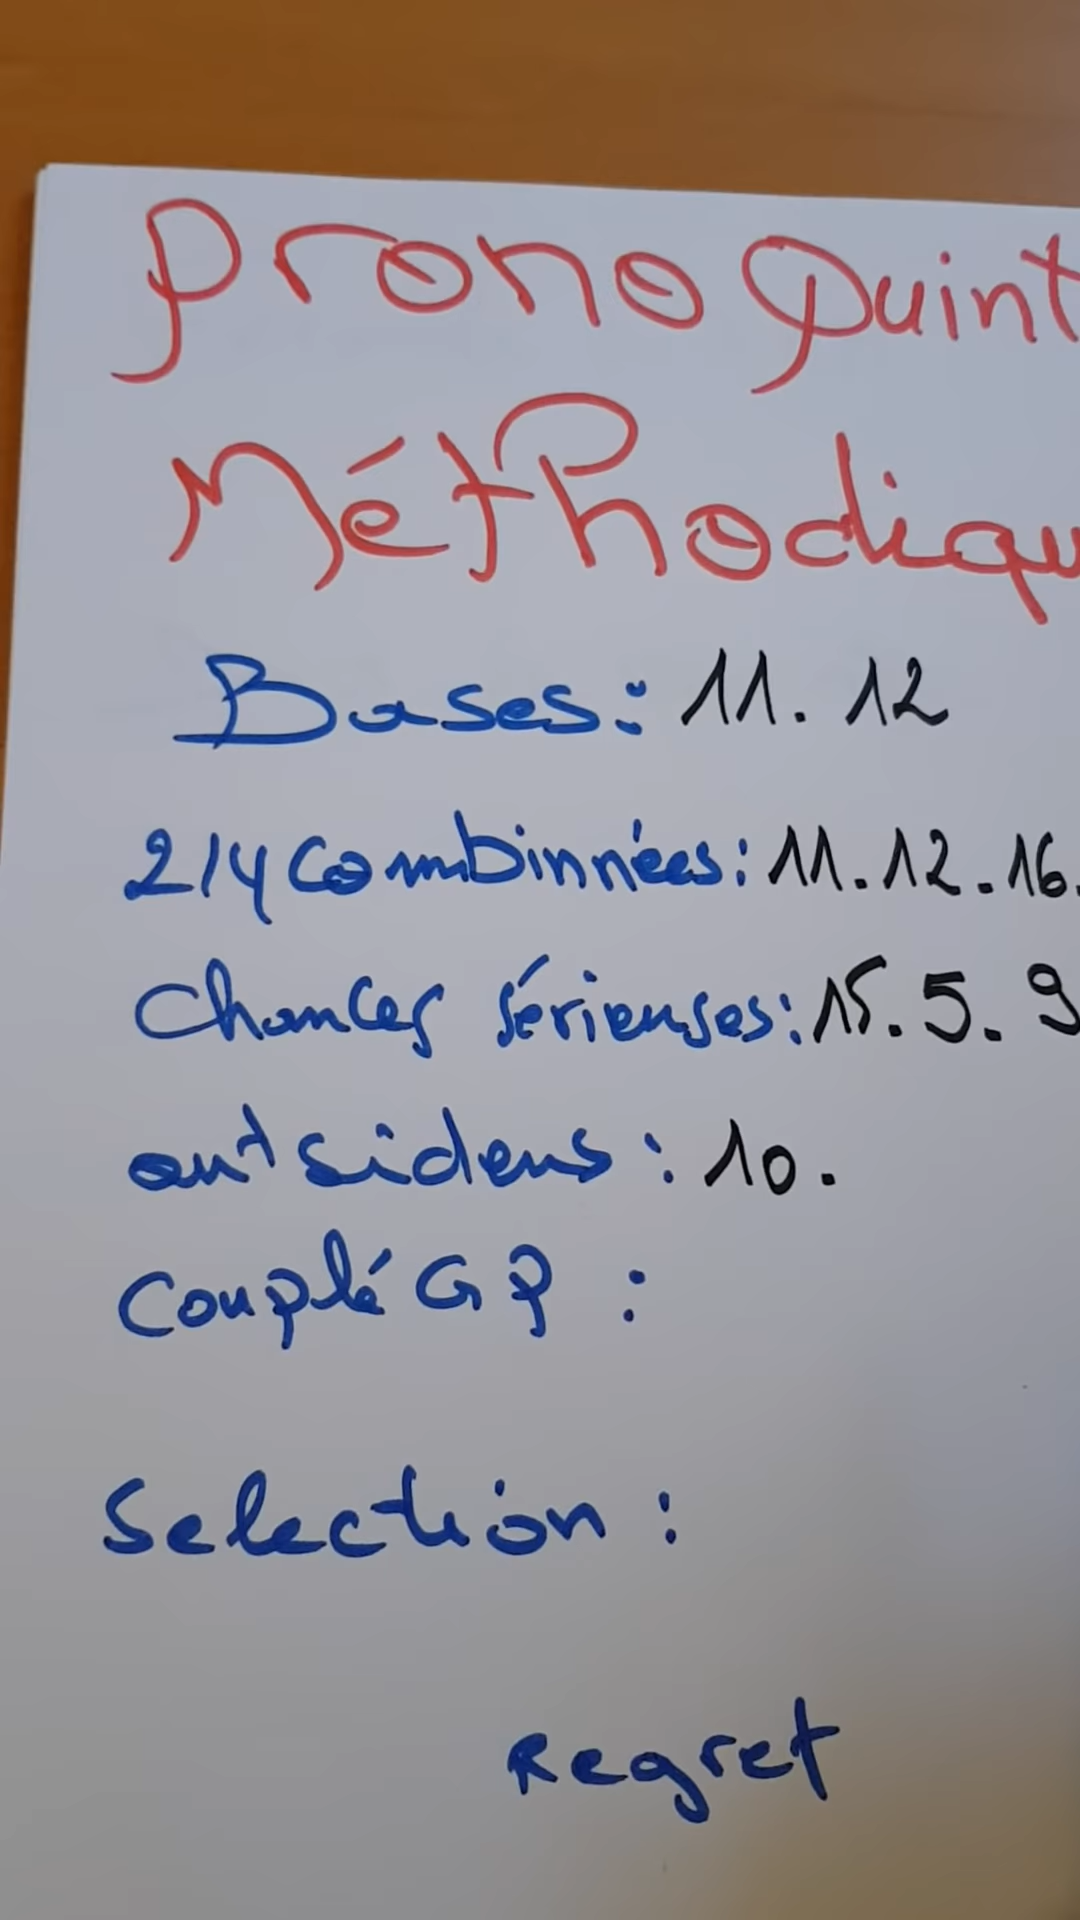 Prono Quint
Méthodiqu
Bases: 11. 12
2/4 Combinnées: 11. 12. 16.
Chances sérieuses: 15. 5. 9
outsiders: 10.
Couplé GP :
Selection :
Regret